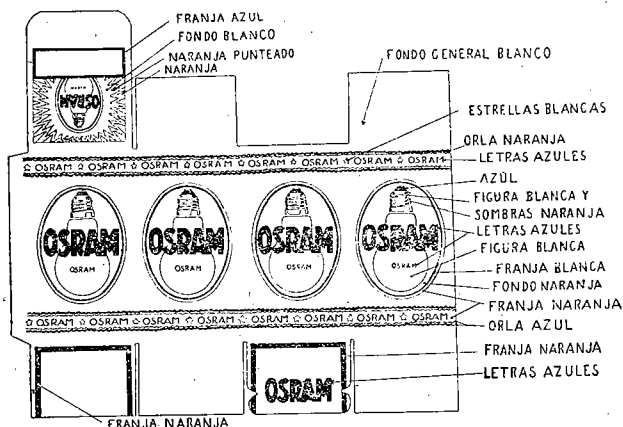 FRANJA AZUL
FONDO BLANCO
NARANJA PUNTEADO
NARANJA
FONDO GENERAL BLANCO
OSRAM
ESTRELLAS BLANCAS
ORLA NARANJA
☆ OSRAM ☆ OSRAM ☆ OSRAM ☆ OSRAM ☆ OSRAM ☆ OSRAM ☆ OSRAM ☆ OSRAM
LETRAS AZULES
AZÚL
FIGURA BLANCA Y
SOMBRAS NARANJA
LETRAS AZULES
OSRAM OSRAM OSRAM OSRAM
FIGURA BLANCA
OSRAM OSRAM OSRAM OSRAM
FRANJA BLANCA
FONDO NARANJA
FRANJA NARANJA
☆ OSRAM ☆ OSRAM ☆ OSRAM ☆ OSRAM ☆ OSRAM ☆ OSRAM ☆ OSRAM ☆ OSRAM
ORLA AZUL
FRANJA NARANJA
LETRAS AZULES
OSRAM
FRANJA NARANJA